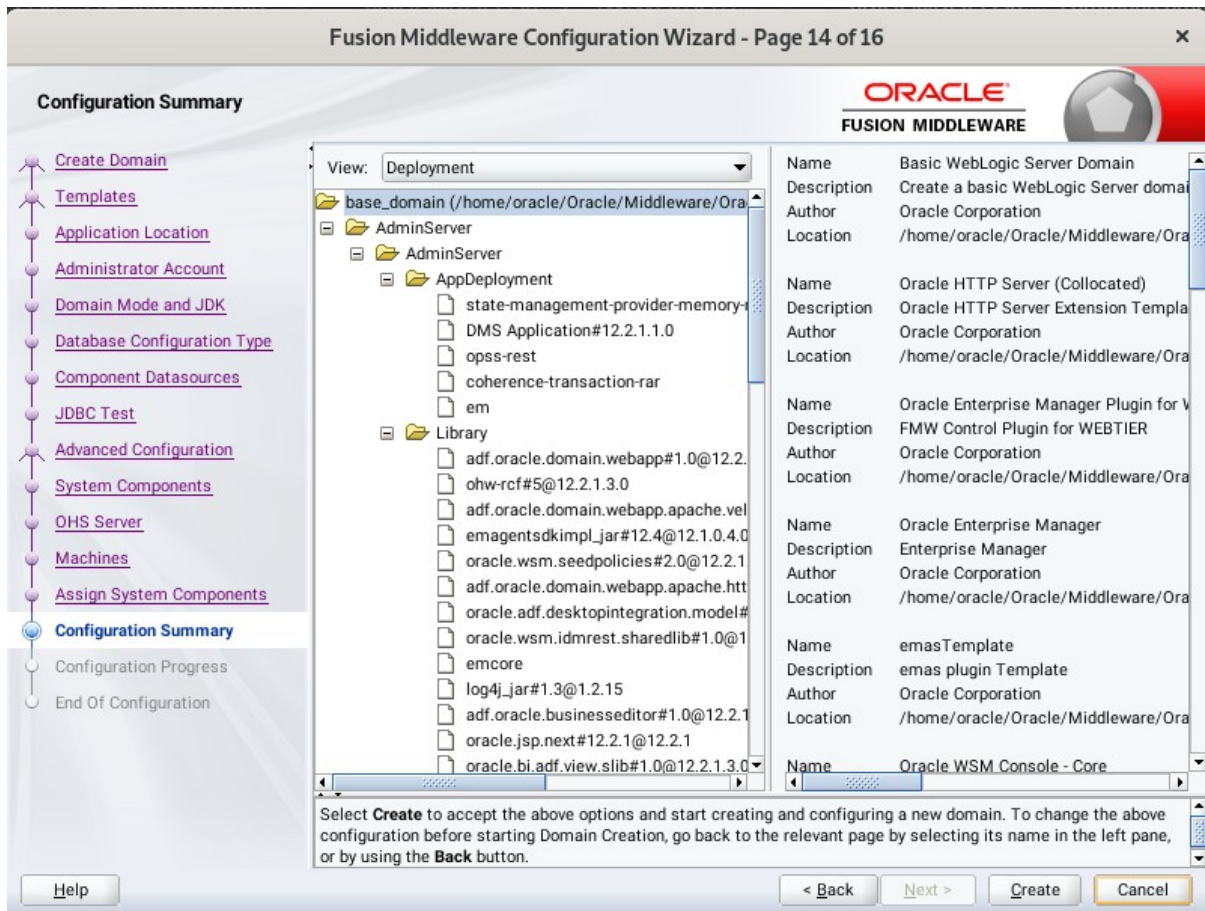 Fusion Middleware Configuration Wizard - Page 14 of 16
Configuration Summary
ORACLE
FUSION MIDDLEWARE
Create Domain
Templates
Application Location
Administrator Account
Domain Mode and JDK
Database Configuration Type
Component Datasources
JDBC Test
Advanced Configuration
System Components
OHS Server
Machines
Assign System Components
Configuration Summary
Configuration Progress
End Of Configuration
View: Deployment
base_domain (/home/oracle/Oracle/Middleware/Ora
AdminServer
AdminServer
AppDeployment
state-management-provider-memory-
DMS Application#12.2.1.1.0
opss-rest
coherence-transaction-rar
em
Library
adf.oracle.domain.webapp#1.0@12.2.
ohw-rcf#5@12.2.1.3.0
adf.oracle.domain.webapp.apache.vel
emagentsdkimpl_jar#12.4@12.1.0.4.0
oracle.wsm.seedpolicies#2.0@12.2.1
adf.oracle.domain.webapp.apache.htt
oracle.adf.desktopintegration.model#
oracle.wsm.idmrest.sharedlib#1.0@1
emcore
log4j_jar#1.3@1.2.15
adf.oracle.businesseditor#1.0@12.2.1
oracle.jsp.next#12.2.1@12.2.1
oracle.bi.adf.view.slib#1.0@12.2.1.3.0
Name Basic WebLogic Server Domain
Description Create a basic WebLogic Server domai
Author Oracle Corporation
Location /home/oracle/Oracle/Middleware/Ora
Name Oracle HTTP Server (Collocated)
Description Oracle HTTP Server Extension Templa
Author Oracle Corporation
Location /home/oracle/Oracle/Middleware/Ora
Name Oracle Enterprise Manager Plugin for
Description FMW Control Plugin for WEBTIER
Author Oracle Corporation
Location /home/oracle/Oracle/Middleware/Ora
Name Oracle Enterprise Manager
Description Enterprise Manager
Author Oracle Corporation
Location /home/oracle/Oracle/Middleware/Ora
Name emasTemplate
Description emas plugin Template
Author Oracle Corporation
Location /home/oracle/Oracle/Middleware/Ora
Name Oracle WSM Console - Core
Select Create to accept the above options and start creating and configuring a new domain. To change the above
configuration before starting Domain Creation, go back to the relevant page by selecting its name in the left pane,
or by using the Back button.
Help
< Back
Next >
Create
Cancel